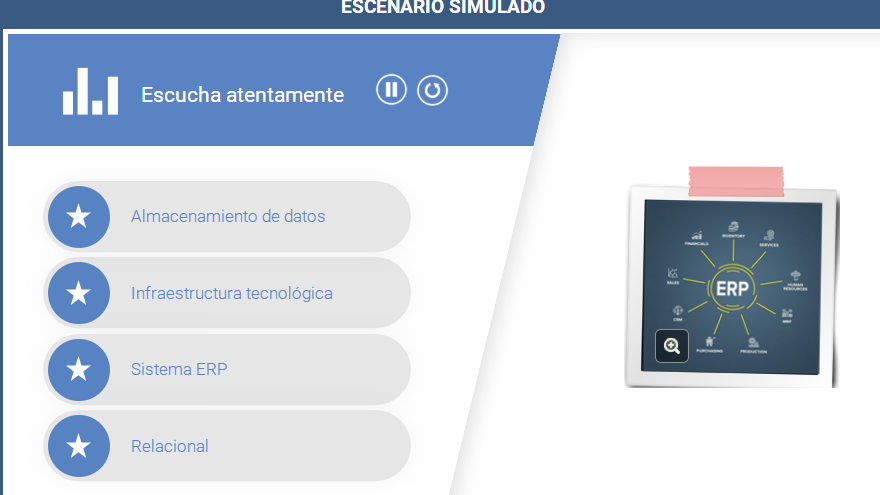 ESCENARIO SIMULADO
Escucha atentamente
Almacenamiento de datos
Infraestructura tecnológica
Sistema ERP
Relacional
INVENTORY
FINANCIALS
SERVICES
SALES
ERP
HUMAN
RESOURCES
CRM
MRP
PURCHASING
PRODUCTION